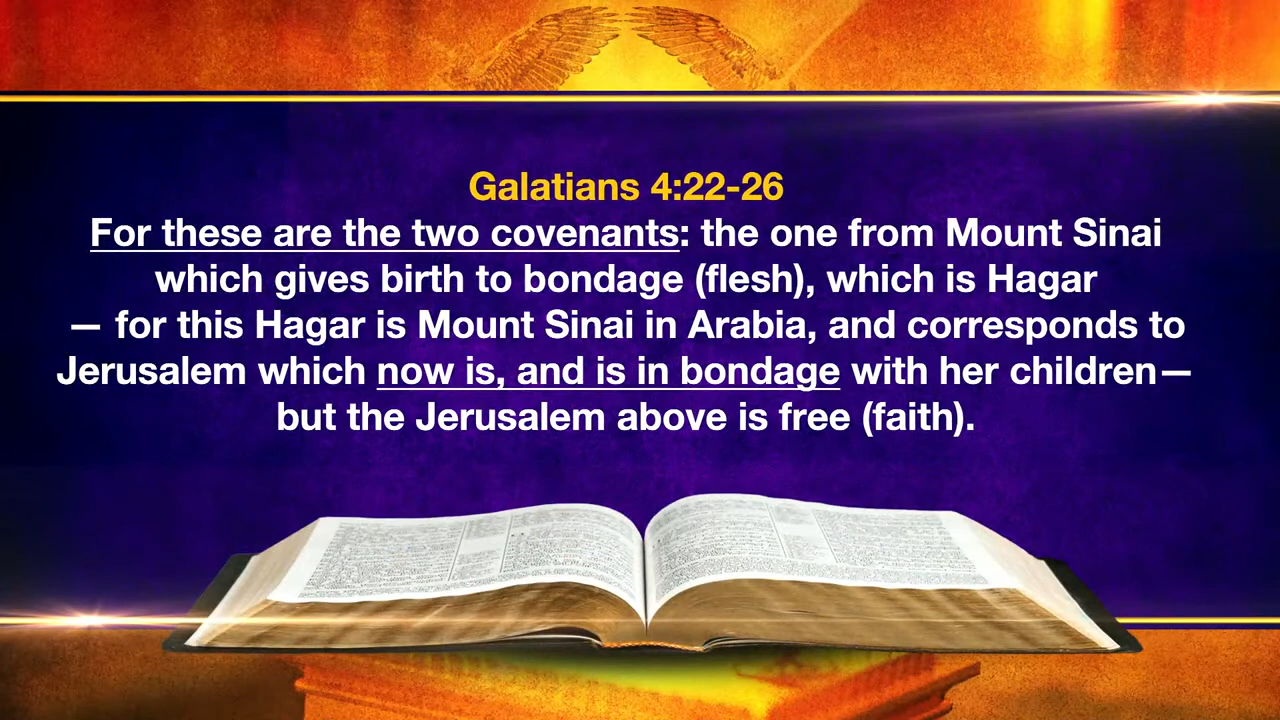 Galatians 4:22-26
For these are the two covenants: the one from Mount Sinai
which gives birth to bondage (flesh), which is Hagar
— for this Hagar is Mount Sinai in Arabia, and corresponds to
Jerusalem which now is, and is in bondage with her children—
but the Jerusalem above is free (faith).